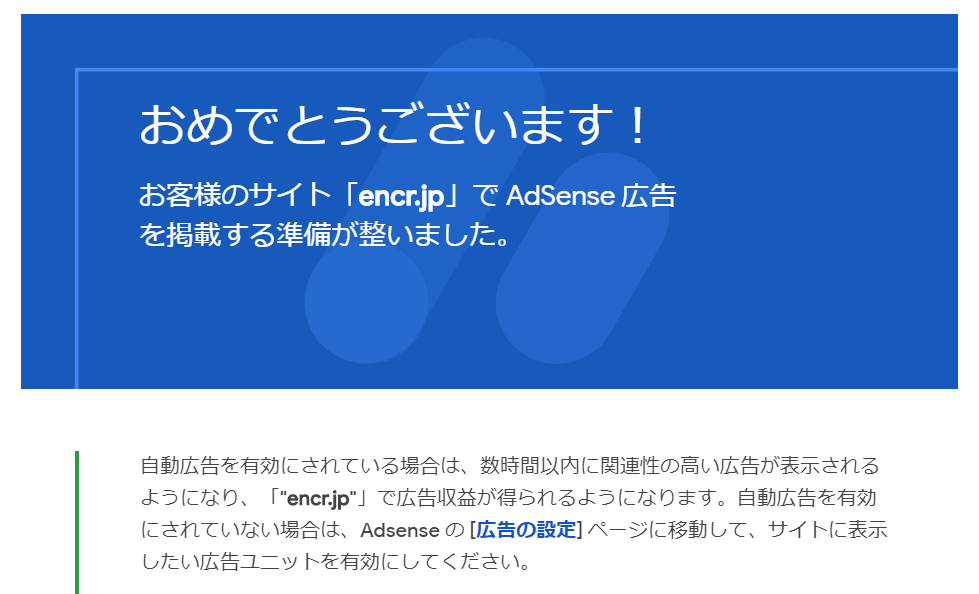 おめでとうございます！
お客様のサイト「encr.jp」で AdSense 広告
を掲載する準備が整いました。
自動広告を有効にされている場合は、数時間以内に関連性の高い広告が表示される
ようになり、「"encr.jp"」で広告収益が得られるようになります。自動広告を有効
にされていない場合は、Adsense の [広告の設定] ページに移動して、サイトに表示
したい広告ユニットを有効にしてください。